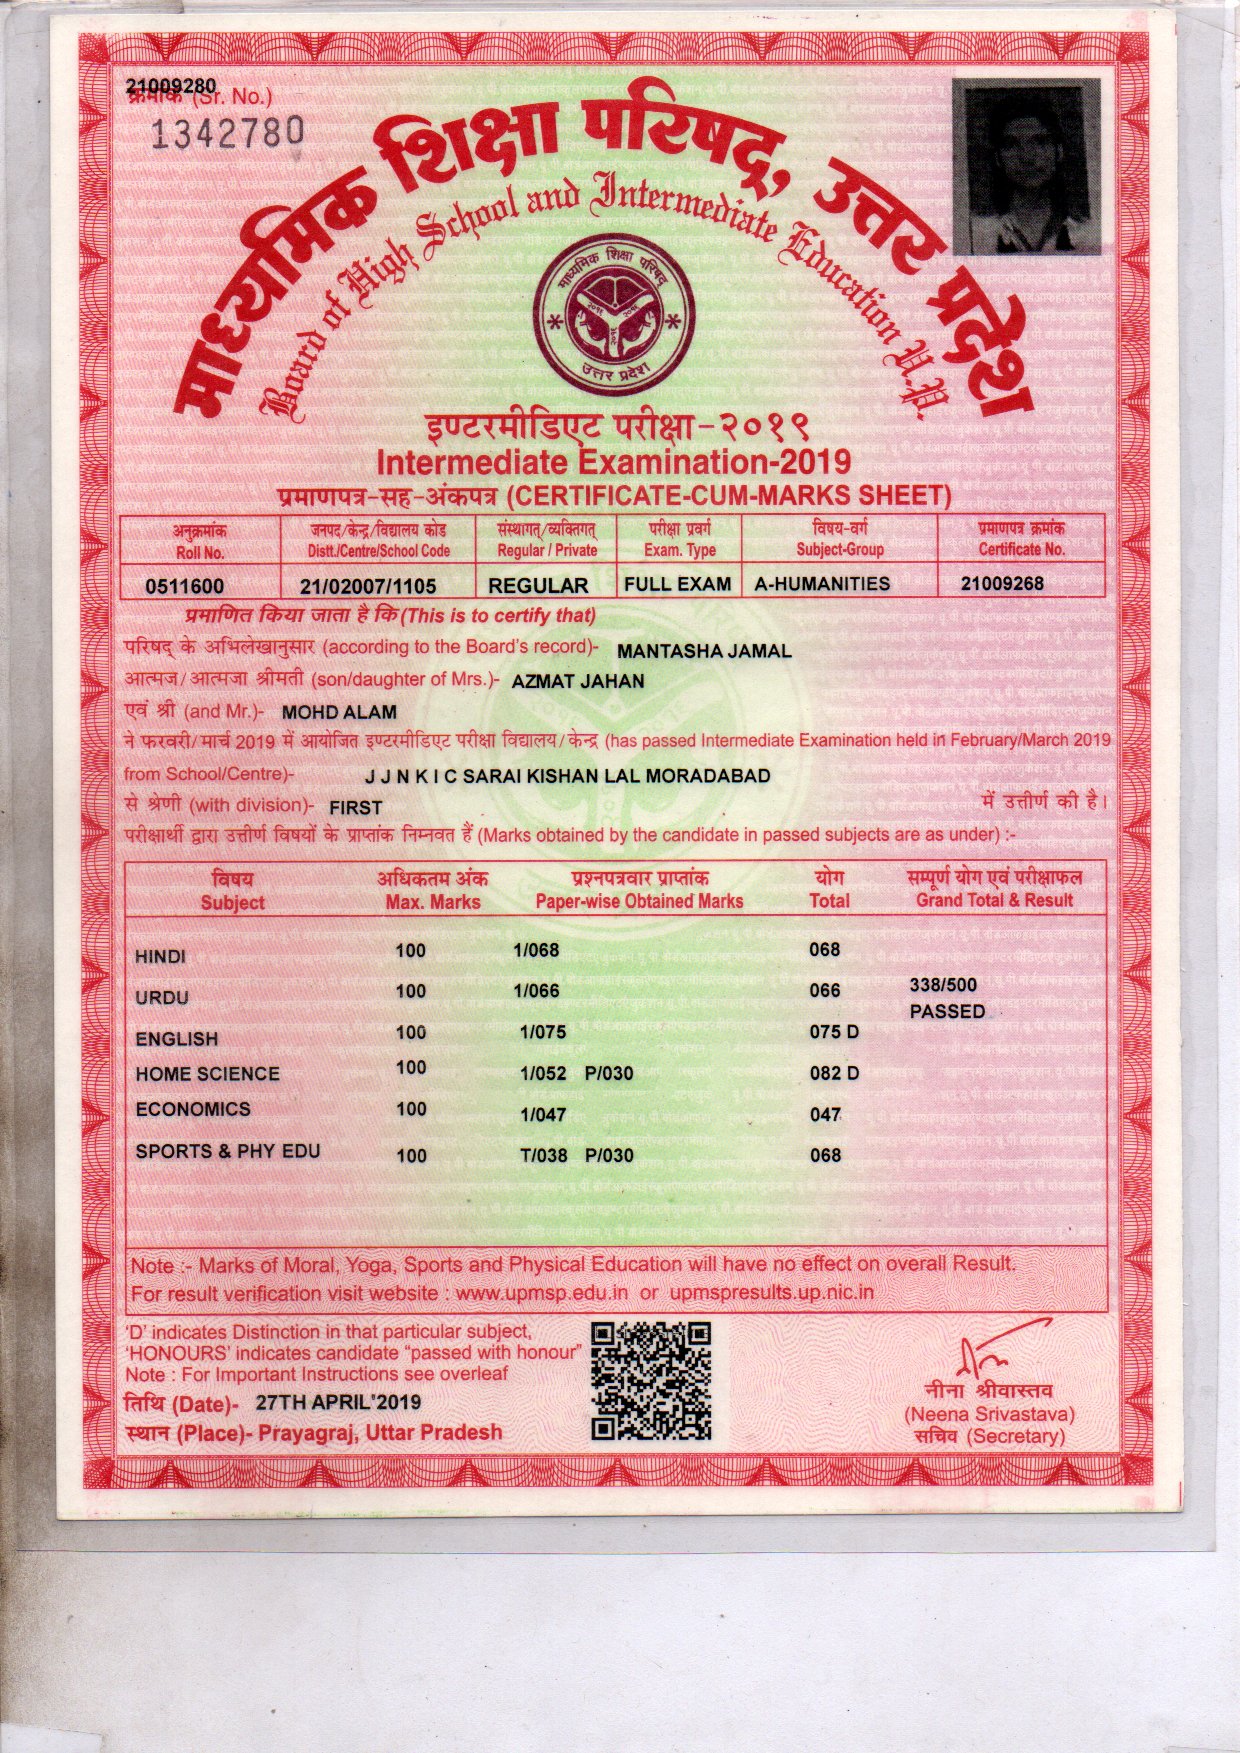 21009280
क्रमांक (Sr. No.)
1342780
माध्यमिक शिक्षा परिषद्, उत्तर प्रदेश
Board of High School and Intermediate Education U.P.
माध्यमिक शिक्षा परिषद
उत्तर प्रदेश
इण्टरमीडिएट परीक्षा-२०१९
Intermediate Examination-2019
प्रमाणपत्र-सह-अंकपत्र (CERTIFICATE-CUM-MARKS SHEET)
अनुक्रमांक जनपद/केन्द्र/विद्यालय कोड संस्थागत्/व्यक्तिगत् परीक्षा प्रवर्ग विषय-वर्ग प्रमाणपत्र क्रमांक
Roll No. Distt./Centre/School Code Regular / Private Exam. Type Subject-Group Certificate No.
0511600 21/02007/1105 REGULAR FULL EXAM A-HUMANITIES 21009268
प्रमाणित किया जाता है कि (This is to certify that)
परिषद् के अभिलेखानुसार (according to the Board's record)- MANTASHA JAMAL
आत्मज/आत्मजा श्रीमती (son/daughter of Mrs.)- AZMAT JAHAN
एवं श्री (and Mr.)- MOHD ALAM
ने फरवरी/मार्च 2019 में आयोजित इण्टरमीडिएट परीक्षा विद्यालय/केन्द्र (has passed Intermediate Examination held in February/March 2019
from School/Centre)- J J N K I C SARAI KISHAN LAL MORADABAD
से श्रेणी (with division)- FIRST में उत्तीर्ण की है।
परीक्षार्थी द्वारा उत्तीर्ण विषयों के प्राप्तांक निम्नवत हैं (Marks obtained by the candidate in passed subjects are as under) :-
विषय अधिकतम अंक प्रश्नपत्रवार प्राप्तांक योग सम्पूर्ण योग एवं परीक्षाफल
Subject Max. Marks Paper-wise Obtained Marks Total Grand Total & Result
HINDI 100 1/068 068
URDU 100 1/066 066 338/500
PASSED
ENGLISH 100 1/075 075 D
HOME SCIENCE 100 1/052 P/030 082 D
ECONOMICS 100 1/047 047
SPORTS & PHY EDU 100 T/038 P/030 068
Note :- Marks of Moral, Yoga, Sports and Physical Education will have no effect on overall Result.
For result verification visit website : www.upmsp.edu.in or upmspresults.up.nic.in
'D' indicates Distinction in that particular subject,
'HONOURS' indicates candidate "passed with honour"
Note : For Important Instructions see overleaf
तिथि (Date)- 27TH APRIL'2019
स्थान (Place)- Prayagraj, Uttar Pradesh
नीना श्रीवास्तव
(Neena Srivastava)
सचिव (Secretary)